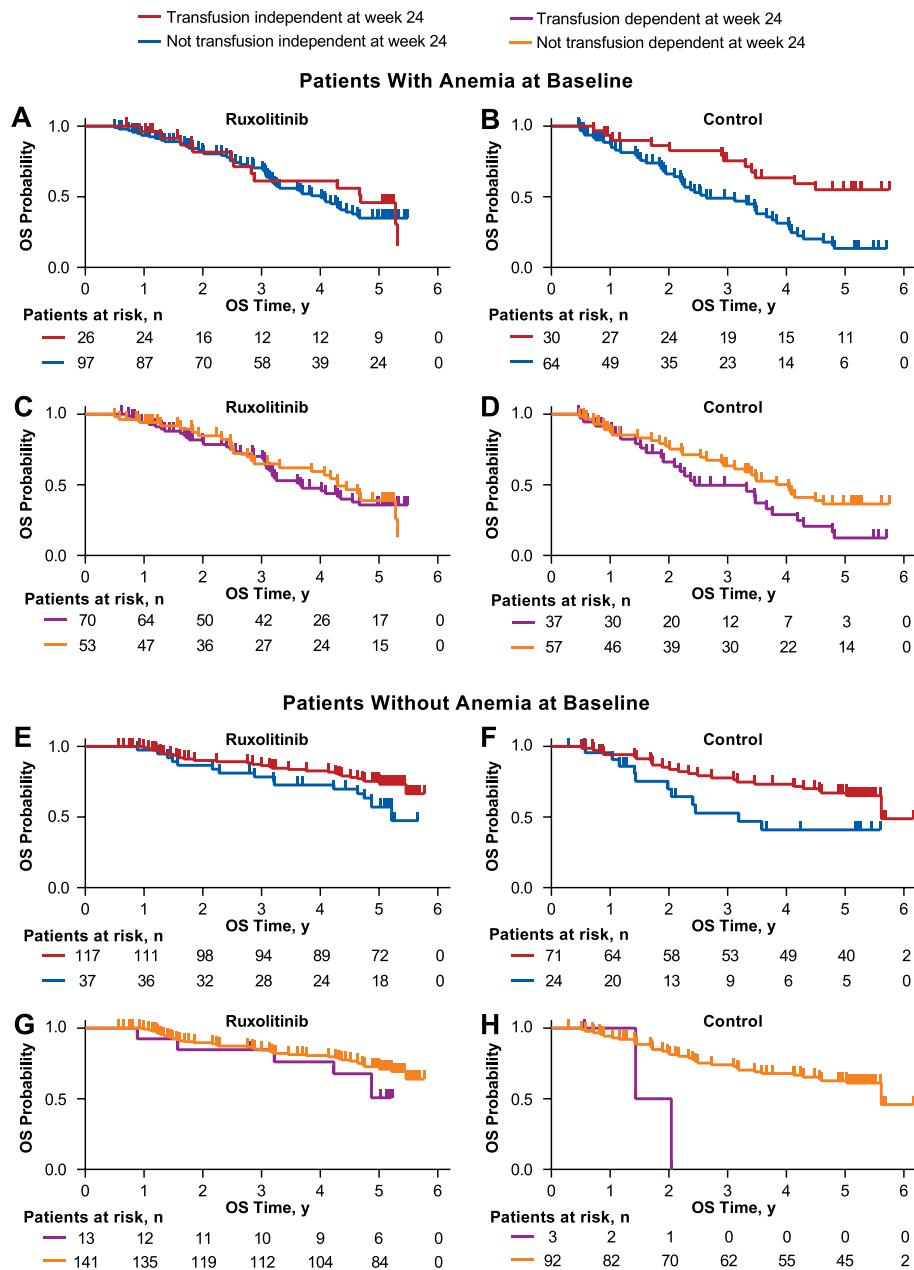 Transfusion independent at week 24
Transfusion dependent at week 24
Not transfusion independent at week 24
Not transfusion dependent at week 24
Patients With Anemia at Baseline
A
Ruxolitinib
OS Probability
1.0
0.5
0.0
0 1 2 3 4 5 6
OS Time, y
Patients at risk, n
26 24 16 12 12 9 0
97 87 70 58 39 24 0
B
Control
OS Probability
1.0
0.5
0.0
0 1 2 3 4 5 6
OS Time, y
Patients at risk, n
30 27 24 19 15 11 0
64 49 35 23 14 6 0
C
Ruxolitinib
OS Probability
1.0
0.5
0.0
0 1 2 3 4 5 6
OS Time, y
Patients at risk, n
70 64 50 42 26 17 0
53 47 36 27 24 15 0
D
Control
OS Probability
1.0
0.5
0.0
0 1 2 3 4 5 6
OS Time, y
Patients at risk, n
37 30 20 12 7 3 0
57 46 39 30 22 14 0
Patients Without Anemia at Baseline
E
Ruxolitinib
OS Probability
1.0
0.5
0.0
0 1 2 3 4 5 6
OS Time, y
Patients at risk, n
117 111 98 94 89 72 0
37 36 32 28 24 18 0
F
Control
OS Probability
1.0
0.5
0.0
0 1 2 3 4 5 6
OS Time, y
Patients at risk, n
71 64 58 53 49 40 2
24 20 13 9 6 5 0
G
Ruxolitinib
OS Probability
1.0
0.5
0.0
0 1 2 3 4 5 6
OS Time, y
Patients at risk, n
13 12 11 10 9 6 0
141 135 119 112 104 84 0
H
Control
OS Probability
1.0
0.5
0.0
0 1 2 3 4 5 6
OS Time, y
Patients at risk, n
3 2 1 0 0 0 0
92 82 70 62 55 45 2